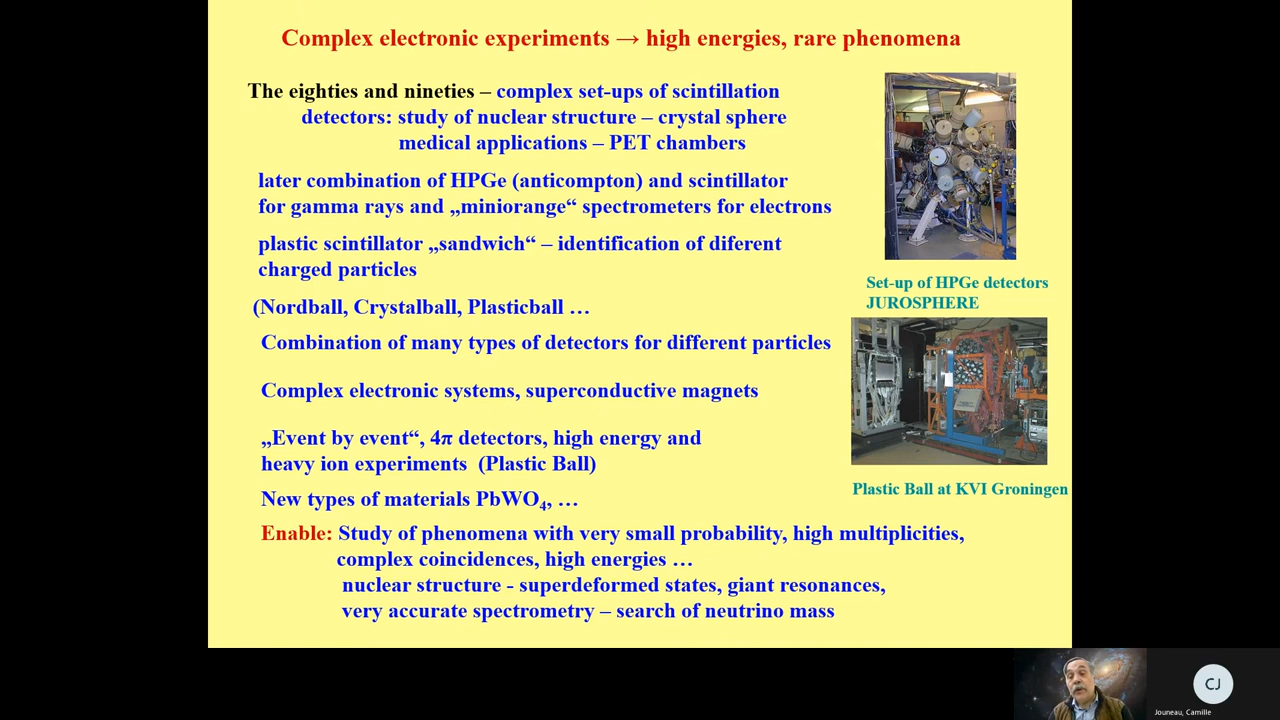 Complex electronic experiments → high energies, rare phenomena
The eighties and nineties – complex set-ups of scintillation
detectors: study of nuclear structure – crystal sphere
medical applications – PET chambers
later combination of HPGe (anticompton) and scintillator
for gamma rays and „miniorange“ spectrometers for electrons
plastic scintillator „sandwich“ – identification of diferent
charged particles
(Nordball, Crystalball, Plasticball …
Combination of many types of detectors for different particles
Complex electronic systems, superconductive magnets
„Event by event“, 4π detectors, high energy and
heavy ion experiments (Plastic Ball)
New types of materials PbWO₄, …
Enable: Study of phenomena with very small probability, high multiplicities,
complex coincidences, high energies …
nuclear structure - superdeformed states, giant resonances,
very accurate spectrometry – search of neutrino mass
Set-up of HPGe detectors
JUROSPHERE
Plastic Ball at KVI Groningen
CJ
Jouneau, Camille